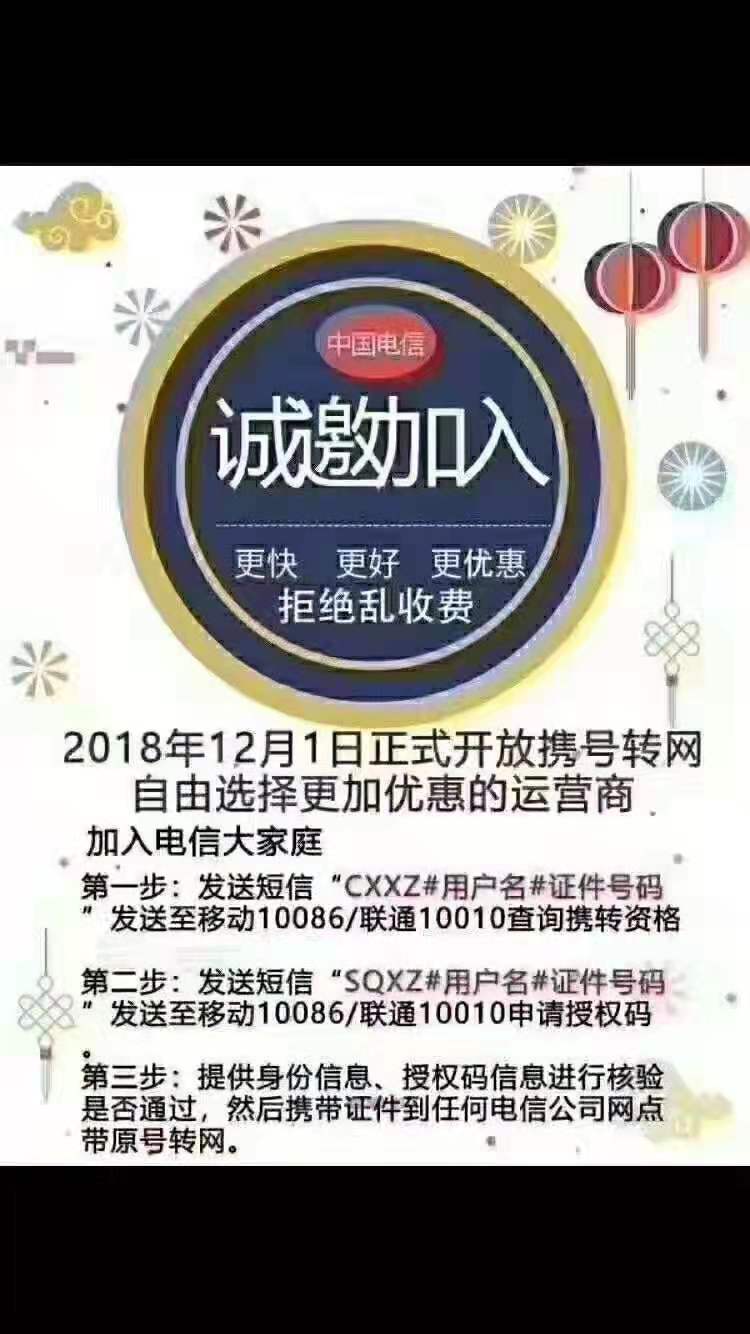 中国电信
诚邀加入
更快 更好 更优惠
拒绝乱收费
2018年12月1日正式开放携号转网
自由选择更加优惠的运营商
加入电信大家庭
第一步：发送短信“CXXZ#用户名#证件号码
”发送至移动10086/联通10010查询携转资格
第二步：发送短信“SQXZ#用户名#证件号码
”发送至移动10086/联通10010申请授权码
。
第三步：提供身份信息、授权码信息进行核验
是否通过，然后携带证件到任何电信公司网点
带原号转网。